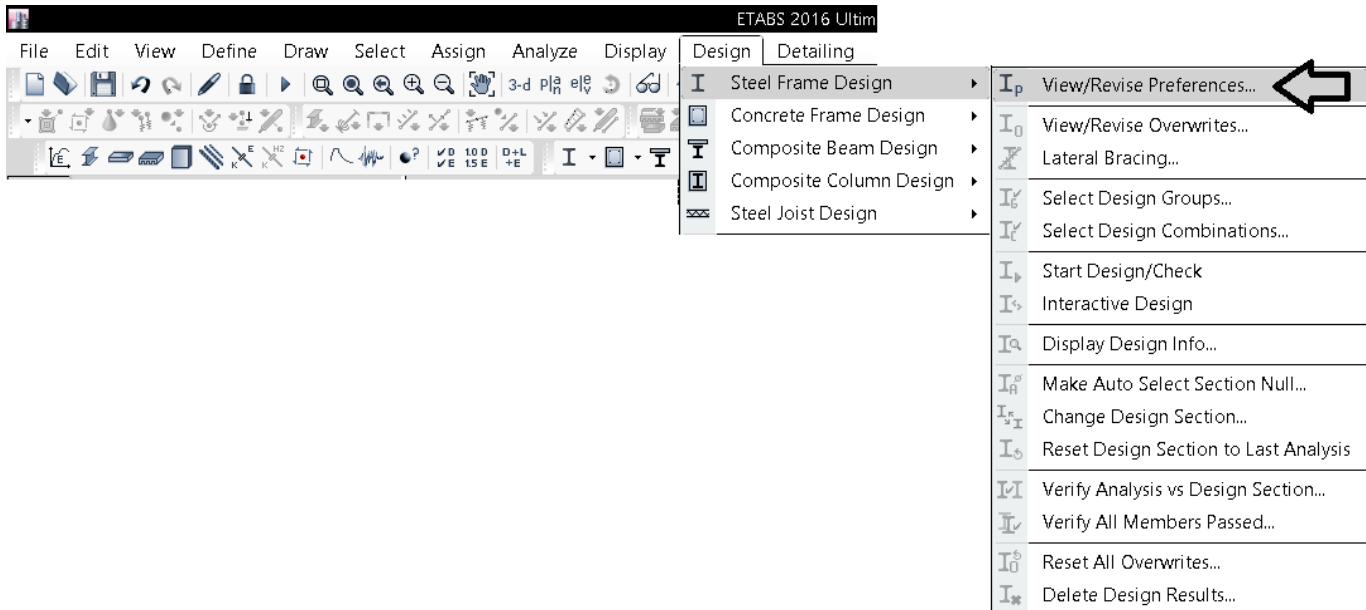 ETABS 2016 Ultim
File Edit View Define Draw Select Assign Analyze Display Design Detailing
3-d
Steel Frame Design
Concrete Frame Design
Composite Beam Design
Composite Column Design
Steel Joist Design
View/Revise Preferences...
View/Revise Overwrites...
Lateral Bracing...
Select Design Groups...
Select Design Combinations...
Start Design/Check
Interactive Design
Display Design Info...
Make Auto Select Section Null...
Change Design Section...
Reset Design Section to Last Analysis
Verify Analysis vs Design Section...
Verify All Members Passed...
Reset All Overwrites...
Delete Design Results...